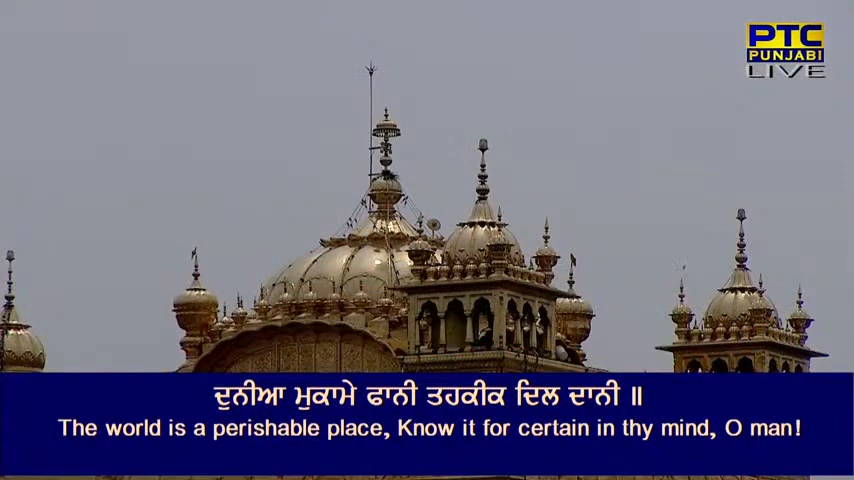 PTC
PUNJABI
LIVE
ਦੁਨੀਆ ਮੁਕਾਮੇ ਫਾਨੀ ਤਹਕੀਕ ਦਿਲ ਦਾਨੀ ॥
The world is a perishable place, Know it for certain in thy mind, O man!